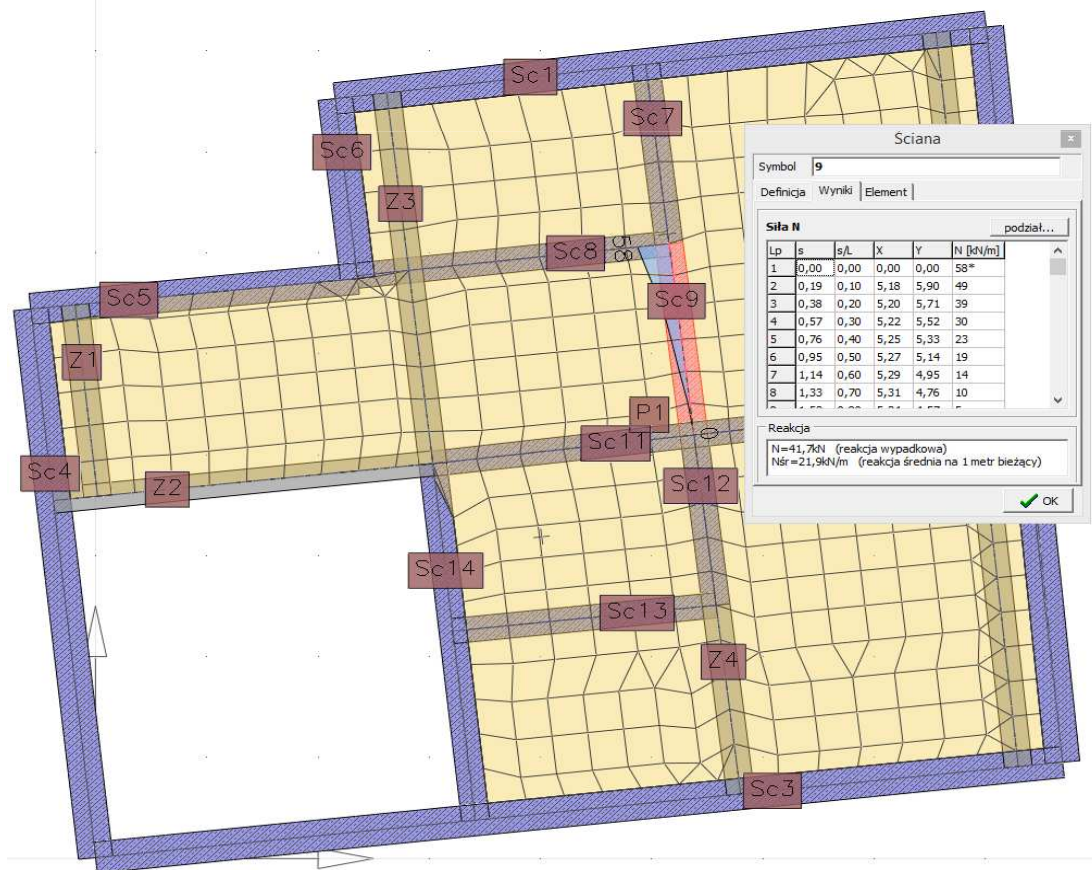 Sc1
Sc7
Sc6
Z3
58
Sc8
Sc5
Sc9
Z1
P1
0
Sc11
Sc4
Z2
Sc12
Sc14
Sc13
Z4
Sc3
Ściana
x
Symbol 9
Definicja Wyniki Element
Siła N podział...
Lp s s/L X Y N [kN/m]
1 0,00 0,00 0,00 0,00 58*
2 0,19 0,10 5,18 5,90 49
3 0,38 0,20 5,20 5,71 39
4 0,57 0,30 5,22 5,52 30
5 0,76 0,40 5,25 5,33 23
6 0,95 0,50 5,27 5,14 19
7 1,14 0,60 5,29 4,95 14
8 1,33 0,70 5,31 4,76 10
Reakcja
N=41,7kN (reakcja wypadkowa)
Nśr=21,9kN/m (reakcja średnia na 1 metr bieżący)
OK